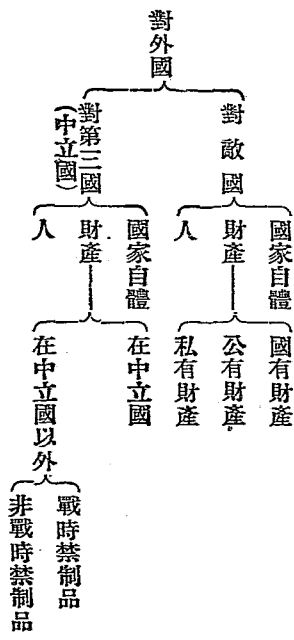 對外國
對敵國
國家自體
財產
國有財產
公有財產
私有財產
人
對第三國
(中立國)
國家自體
財產
在中立國
在中立國以外
戰時禁制品
非戰時禁制品
人